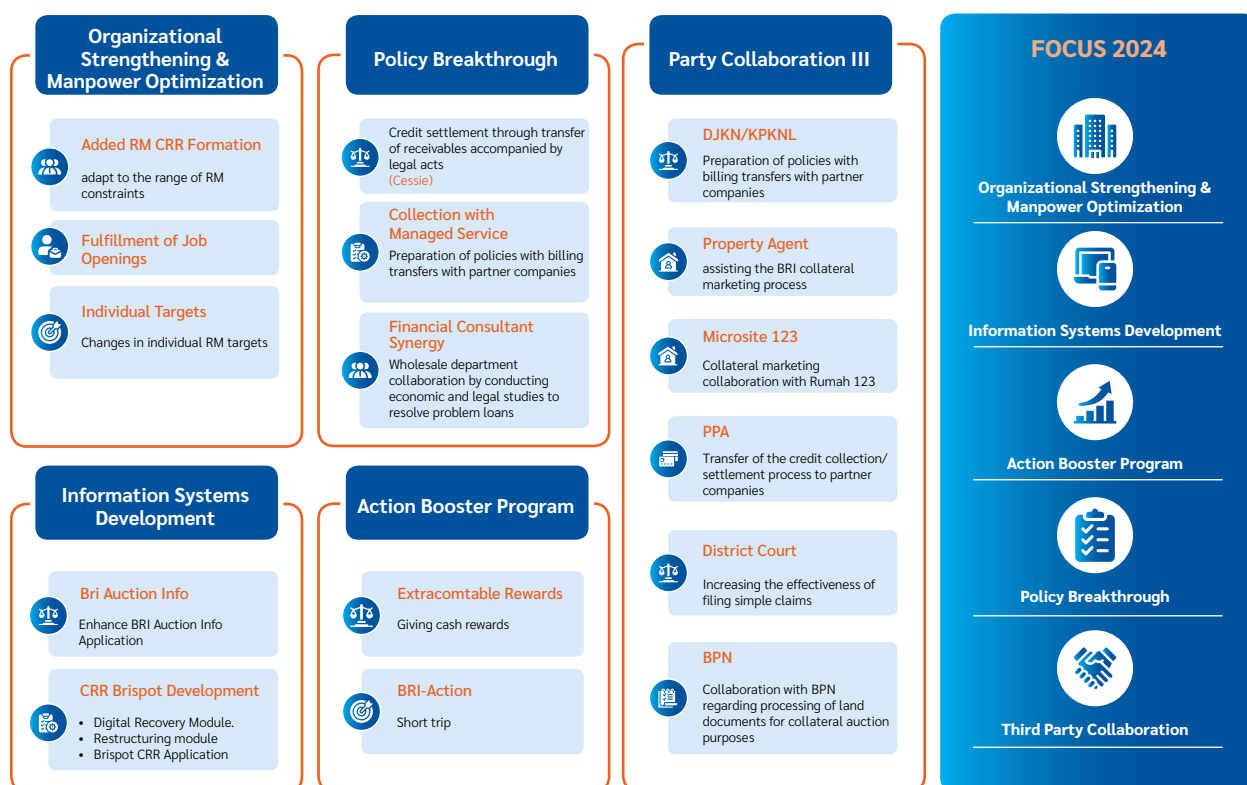 Organizational
Strengthening &
Manpower Optimization
Added RM CRR Formation
adapt to the range of RM
constraints
Fulfillment of Job
Openings
Individual Targets
Changes in individual RM targets
Policy Breakthrough
Credit settlement through transfer
of receivables accompanied by
legal acts
(Cessie)
Collection with
Managed Service
Preparation of policies with billing
transfers with partner companies
Financial Consultant
Synergy
Wholesale department
collaboration by conducting
economic and legal studies to
resolve problem loans
Party Collaboration III
DJKN/KPKNL
Preparation of policies with
billing transfers with partner
companies
Property Agent
assisting the BRI collateral
marketing process
Microsite 123
Collateral marketing
collaboration with Rumah 123
PPA
Transfer of the credit collection/
settlement process to partner
companies
District Court
Increasing the effectiveness of
filing simple claims
BPN
Collaboration with BPN
regarding processing of land
documents for collateral auction
purposes
Information Systems
Development
Bri Auction Info
Enhance BRI Auction Info
Application
CRR Brispot Development
• Digital Recovery Module.
• Restructuring module
• Brispot CRR Application
Action Booster Program
Extracomtable Rewards
Giving cash rewards
BRI-Action
Short trip
FOCUS 2024
Organizational Strengthening &
Manpower Optimization
Information Systems Development
Action Booster Program
Policy Breakthrough
Third Party Collaboration